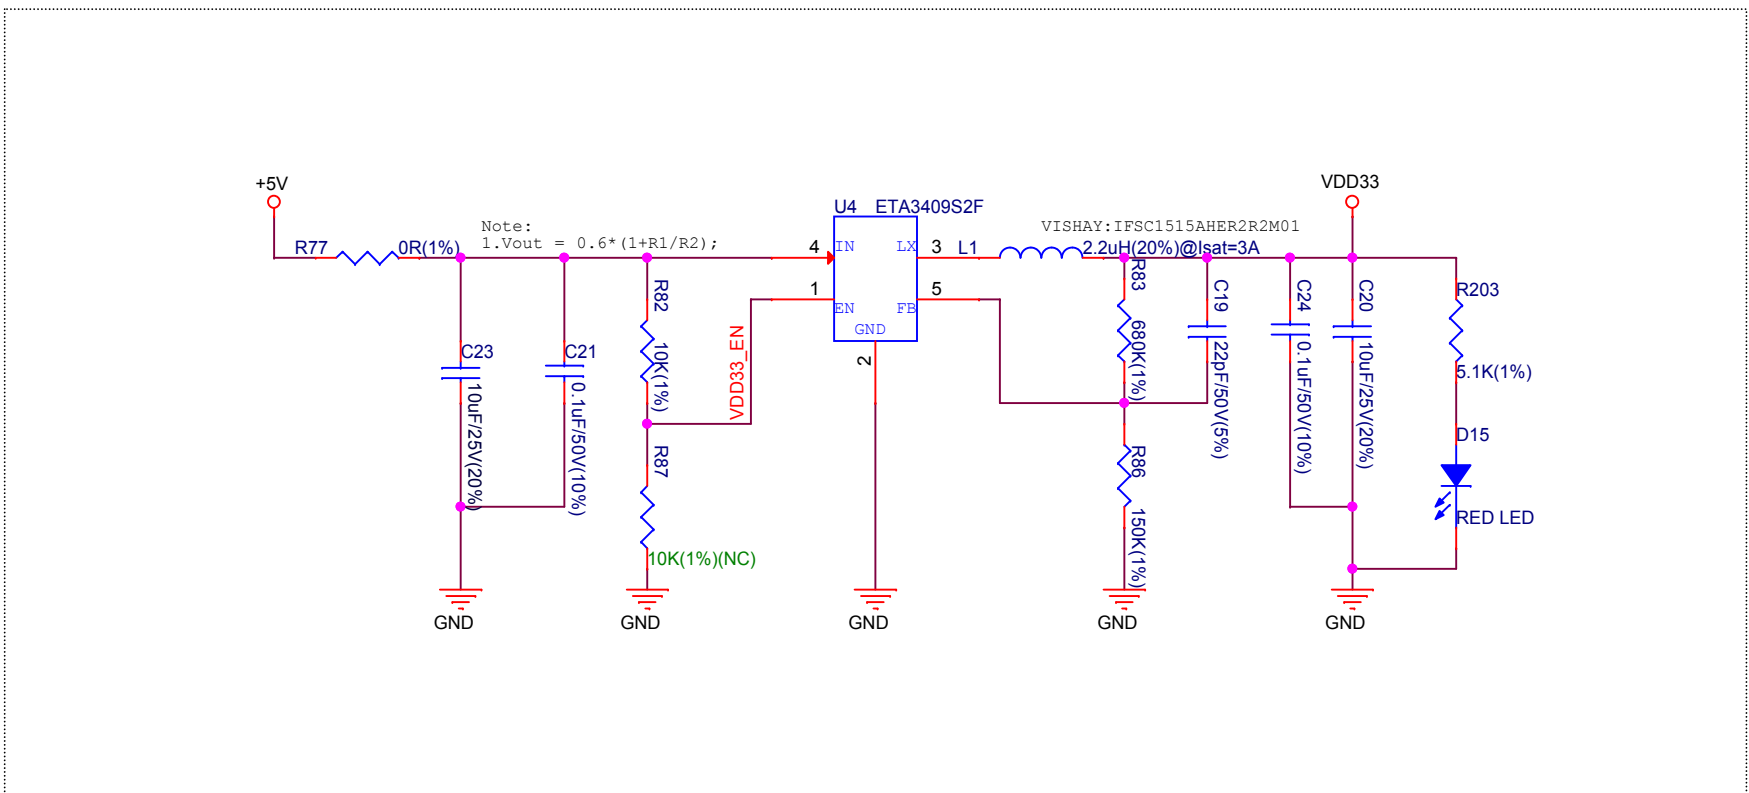 +5V
VDD33
U4 ETA3409S2F
Note:
1.Vout = 0.6*(1+R1/R2);
VISHAY:IFSC1515AHER2R2M01
R77
0R(1%)
4
IN
LX
3
L1
2.2uH(20%)@Isat=3A
1
EN
FB
5
GND
2
R82
10K(1%)
VDD33_EN
R83
680K(1%)
C19
22pF/50V(5%)
C24
0.1uF/50V(10%)
C20
10uF/25V(20%)
R203
5.1K(1%)
C23
10uF/25V(20%)
C21
0.1uF/50V(10%)
R87
10K(1%)(NC)
R86
150K(1%)
D15
RED LED
GND
GND
GND
GND
GND